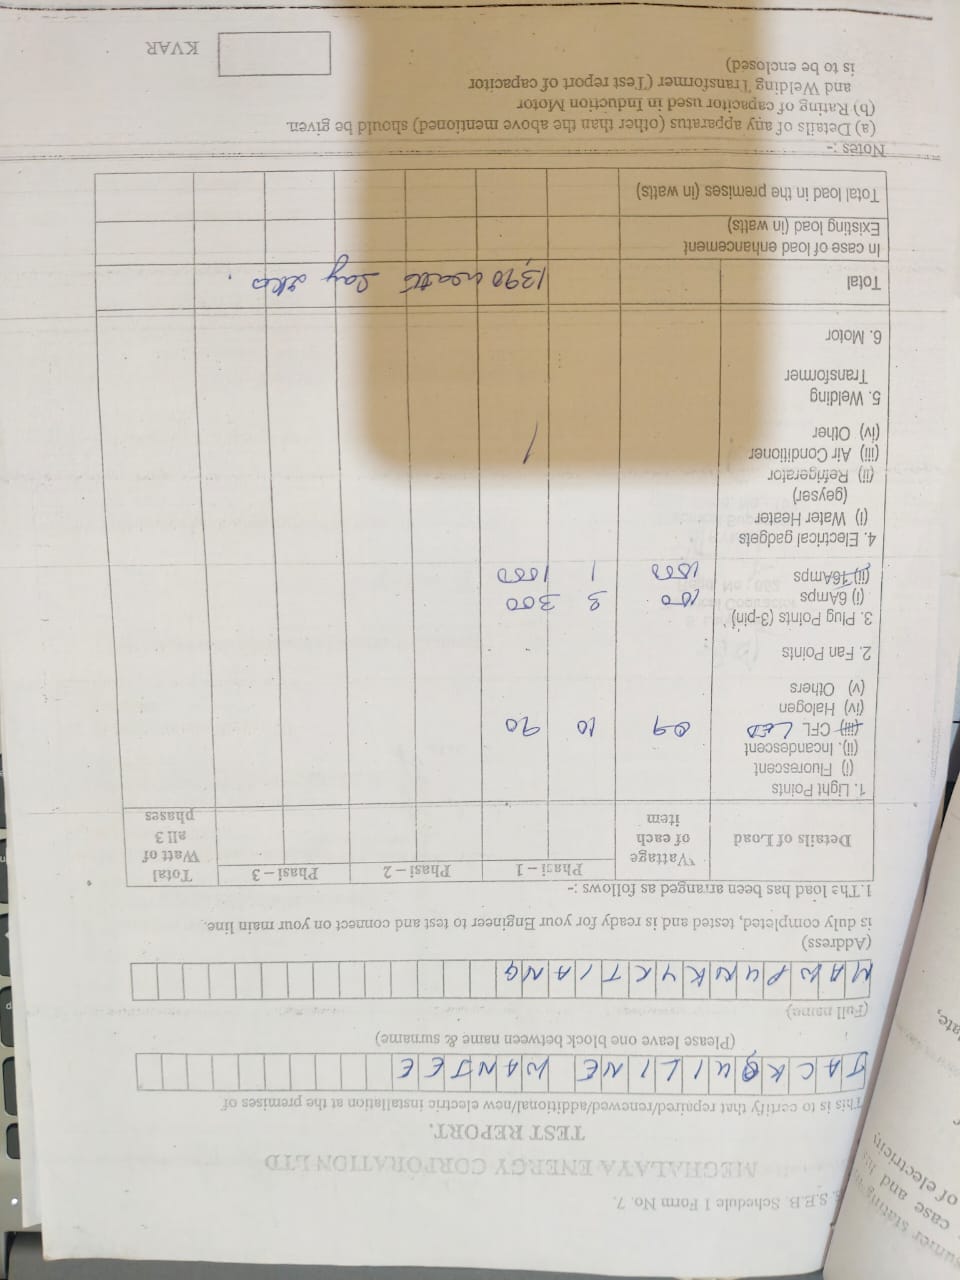 S.E.B. Schedule 1 Form No. 7.
MEGHALAYA ENERGY CORPORATION LTD
TEST REPORT.
This is to certify that repaired/renewed/additional/new electric installation at the premises of
JACKQUILINE WANJEE
(Please leave one block between name & surname)
(Full name)
MAWPUNKYRTIANG
(Address)
is duly completed, tested and is ready for your Engineer to test and connect on your main line.
1.The load has been arranged as follows :-
Details of Load Wattage of each item Phasi – 1 Phasi – 2 Phasi – 3 Total Watt of all 3 phases
1. Light Points
(i) Fluorescent
(ii). Incandescent
(iii) CFL LED 09 10 90
(iv) Halogen
(v) Others
2. Fan Points
3. Plug Points (3-pin)
(i) 6Amps 100 3 300
(ii) 16Amps 1000 1 1000
4. Electrical gadgets
(i) Water Heater
(geyser)
(ii) Refrigerator
(iii) Air Conditioner
(iv) Other
5. Welding
Transformer
6. Motor
Total 1390 watts Say 2kw.
In case of load enhancement
Existing load (in watts)
Total load in the premises (in watts)
Notes :-
(a) Details of any apparatus (other than the above mentioned) should be given.
(b) Rating of capacitor used in Induction Motor
and Welding Transformer (Test report of capacitor
is to be enclosed)
KVAR